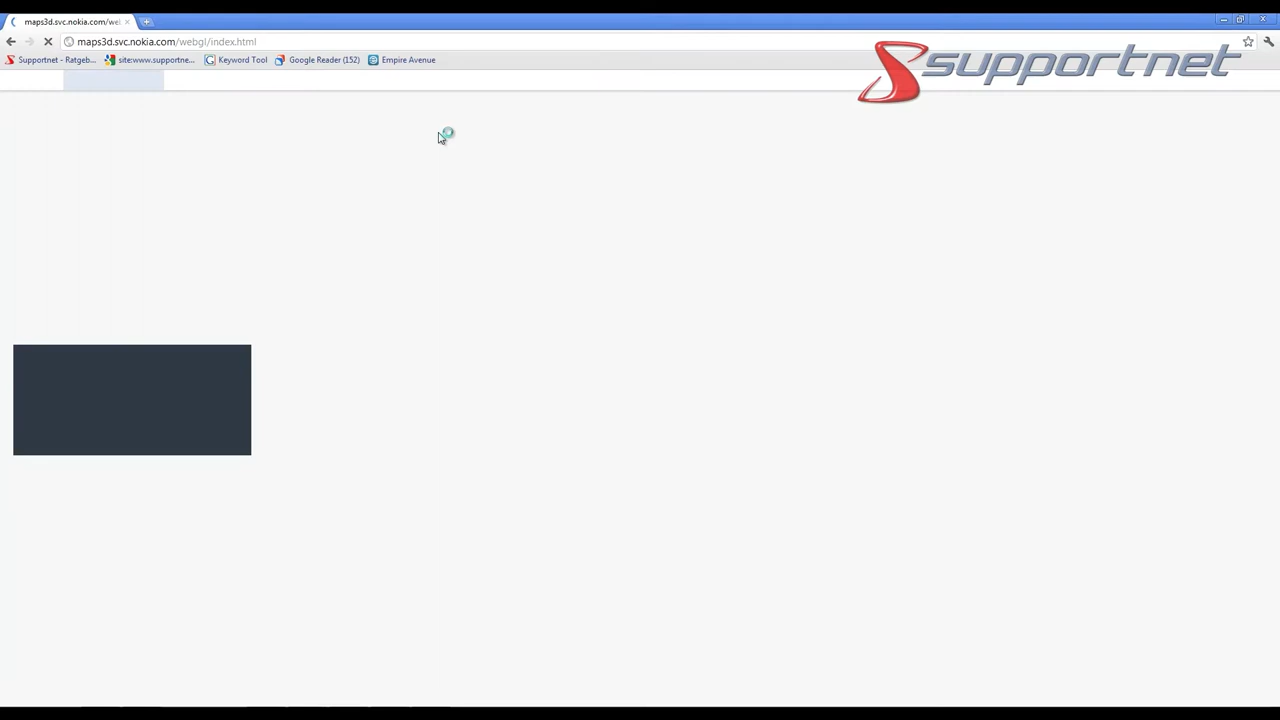 maps3d.svc.nokia.com/we
maps3d.svc.nokia.com/webgl/index.html
Supportnet - Ratgeb...
site:www.supportne...
Keyword Tool
Google Reader (152)
Empire Avenue
supportnet